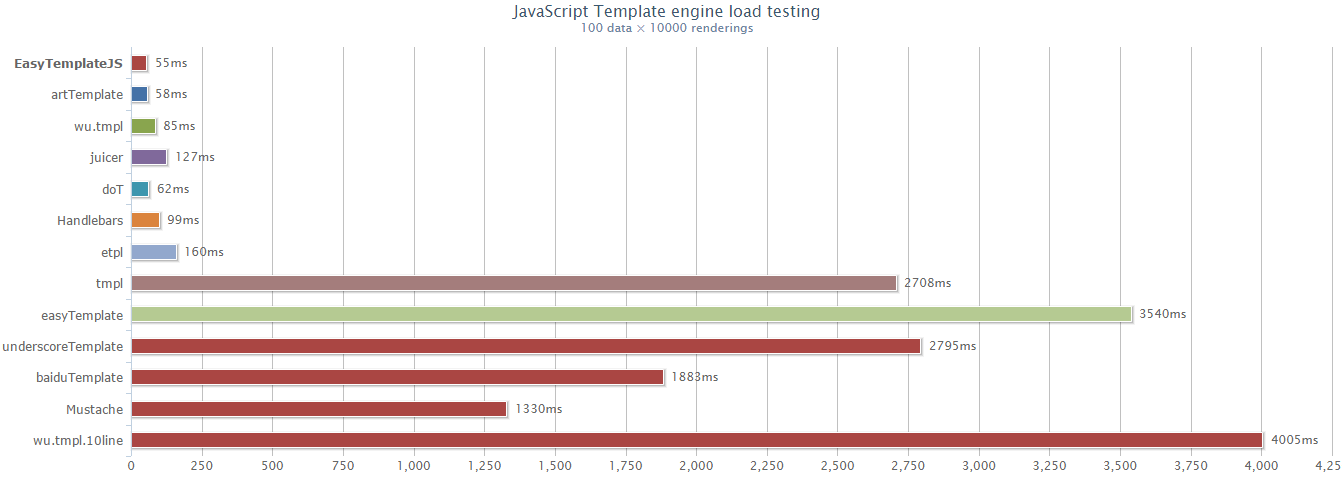 JavaScript Template engine load testing
100 data × 10000 renderings
EasyTemplateJS 55ms
artTemplate 58ms
wu.tmpl 85ms
juicer 127ms
doT 62ms
Handlebars 99ms
etpl 160ms
tmpl 2708ms
easyTemplate 3540ms
underscoreTemplate 2795ms
baiduTemplate 1883ms
Mustache 1330ms
wu.tmpl.10line 4005ms
0 250 500 750 1,000 1,250 1,500 1,750 2,000 2,250 2,500 2,750 3,000 3,250 3,500 3,750 4,000 4,25